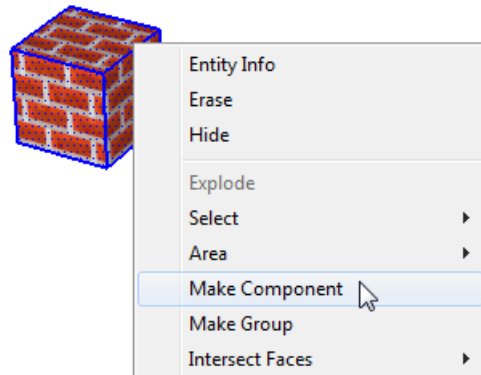 Entity Info
Erase
Hide
Explode
Select
Area
Make Component
Make Group
Intersect Faces